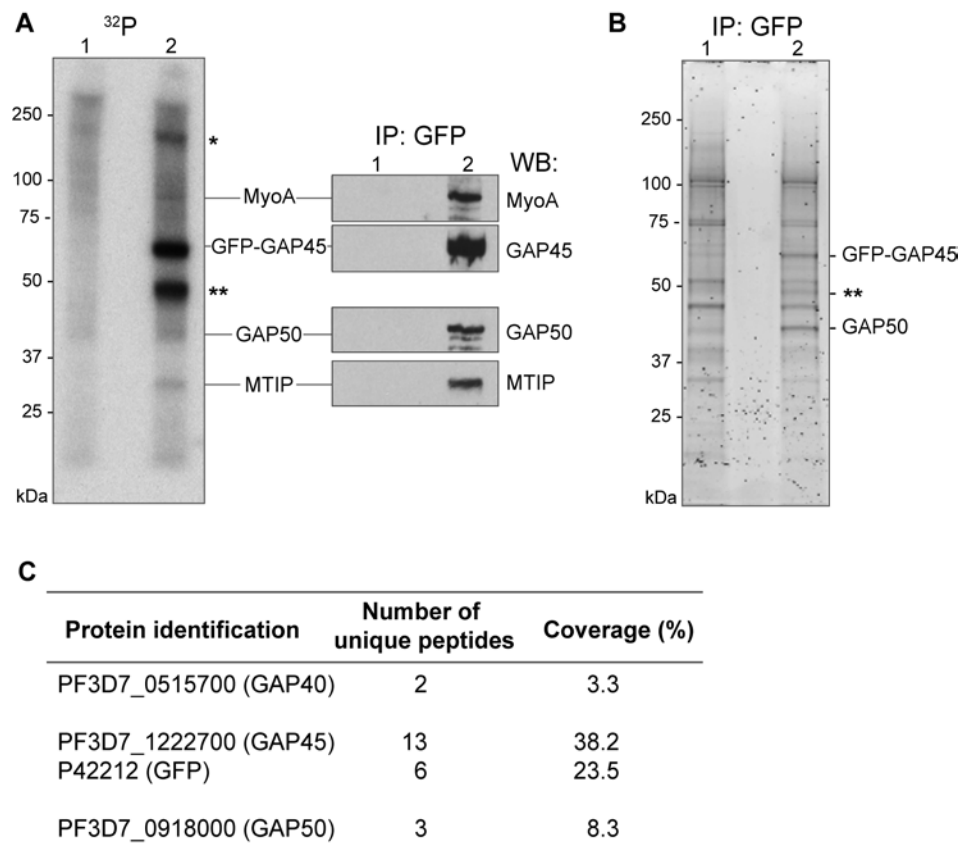 A
32P
1 2
250
100
75
50
37
25
kDa
*
MyoA
GFP-GAP45
**
GAP50
MTIP
IP: GFP
1 2
WB:
MyoA
GAP45
GAP50
MTIP
B
IP: GFP
1 2
250
100
75
50
37
25
kDa
GFP-GAP45
**
GAP50
C
Protein identification Number of unique peptides Coverage (%)
PF3D7_0515700 (GAP40) 2 3.3
PF3D7_1222700 (GAP45) 13 38.2
P42212 (GFP) 6 23.5
PF3D7_0918000 (GAP50) 3 8.3